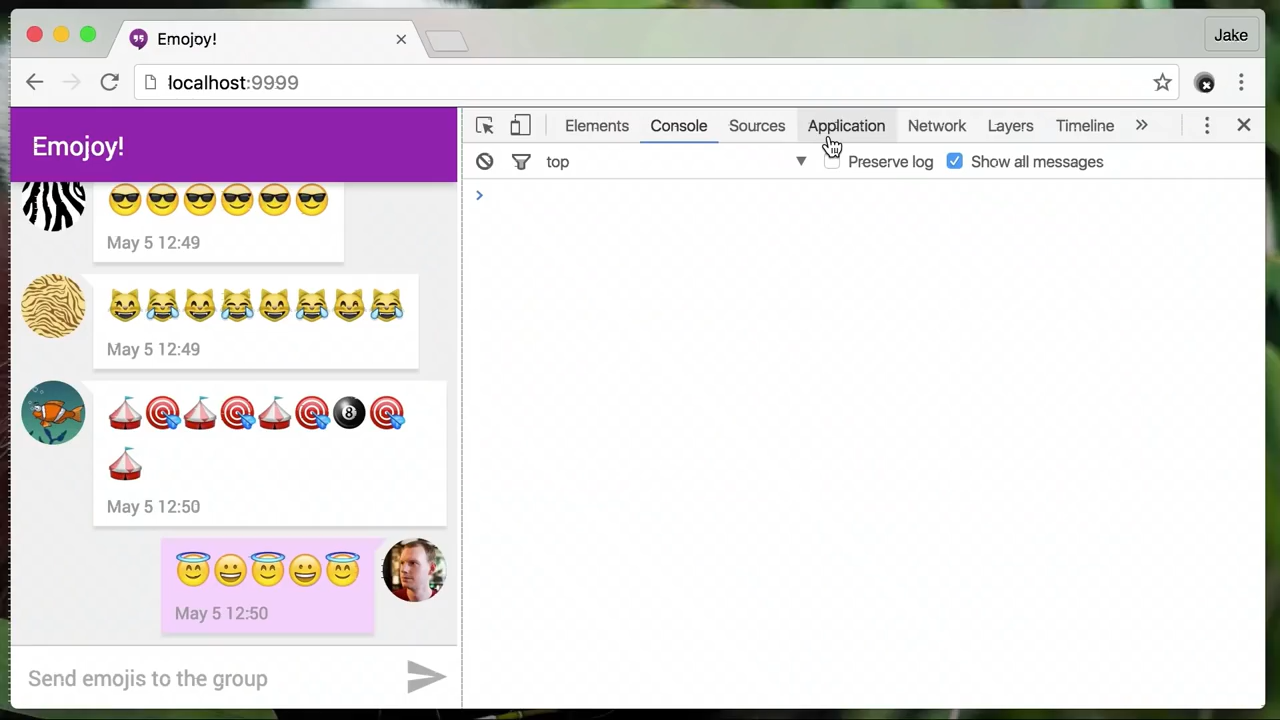 Emojoy!
Jake
localhost:9999
Emojoy!
May 5 12:49
May 5 12:49
8
May 5 12:50
May 5 12:50
Send emojis to the group
Elements Console Sources Application Network Layers Timeline »
top Preserve log Show all messages